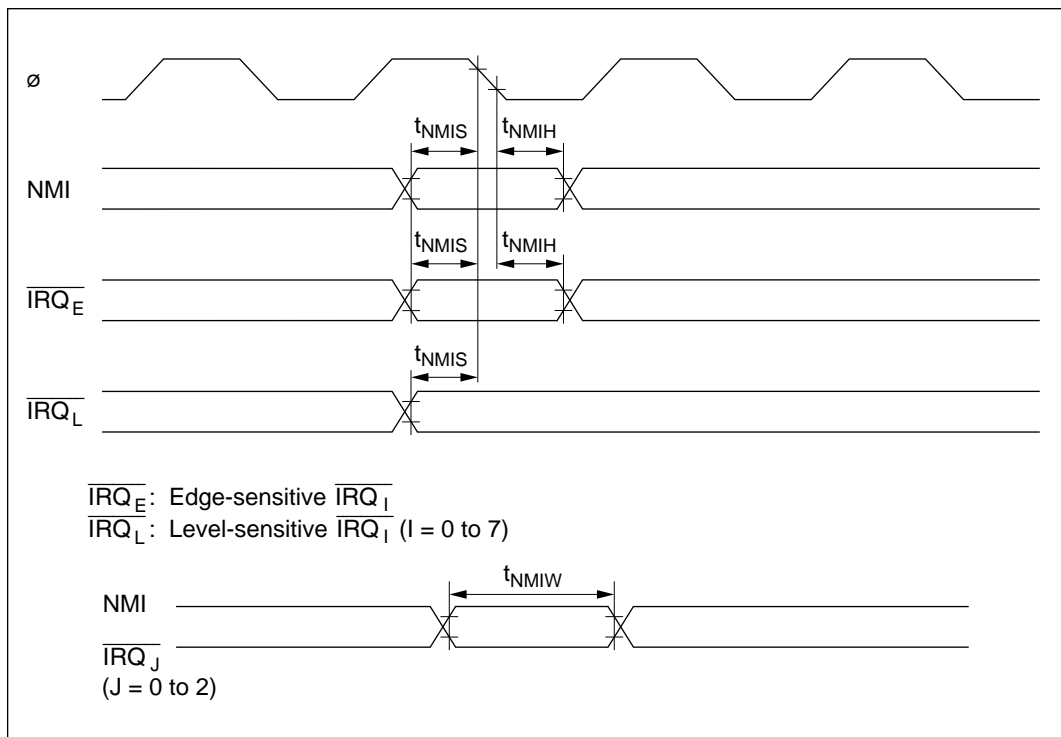 ø
tNMIS tNMIH
NMI
tNMIS tNMIH
IRQE
tNMIS
IRQL
IRQE: Edge-sensitive IRQI
IRQL: Level-sensitive IRQI (I = 0 to 7)
tNMIW
NMI
IRQJ
(J = 0 to 2)